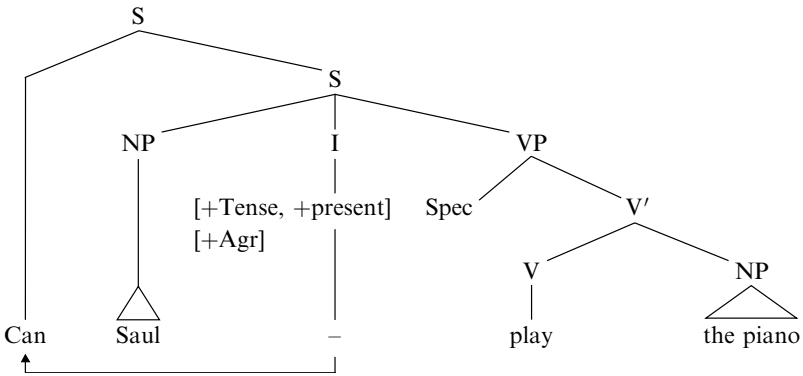 S
S
NP I VP
[+Tense, +present] Spec V′
[+Agr]
V NP
Can Saul – play the piano